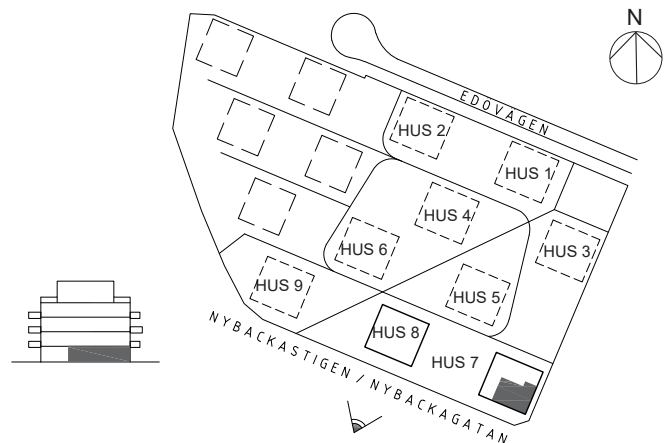 N
EDÖVÄGEN
HUS 2
HUS 1
HUS 4
HUS 3
HUS 6
HUS 5
HUS 9
HUS 8
HUS 7
NYBACKASTIGEN / NYBACKAGATAN